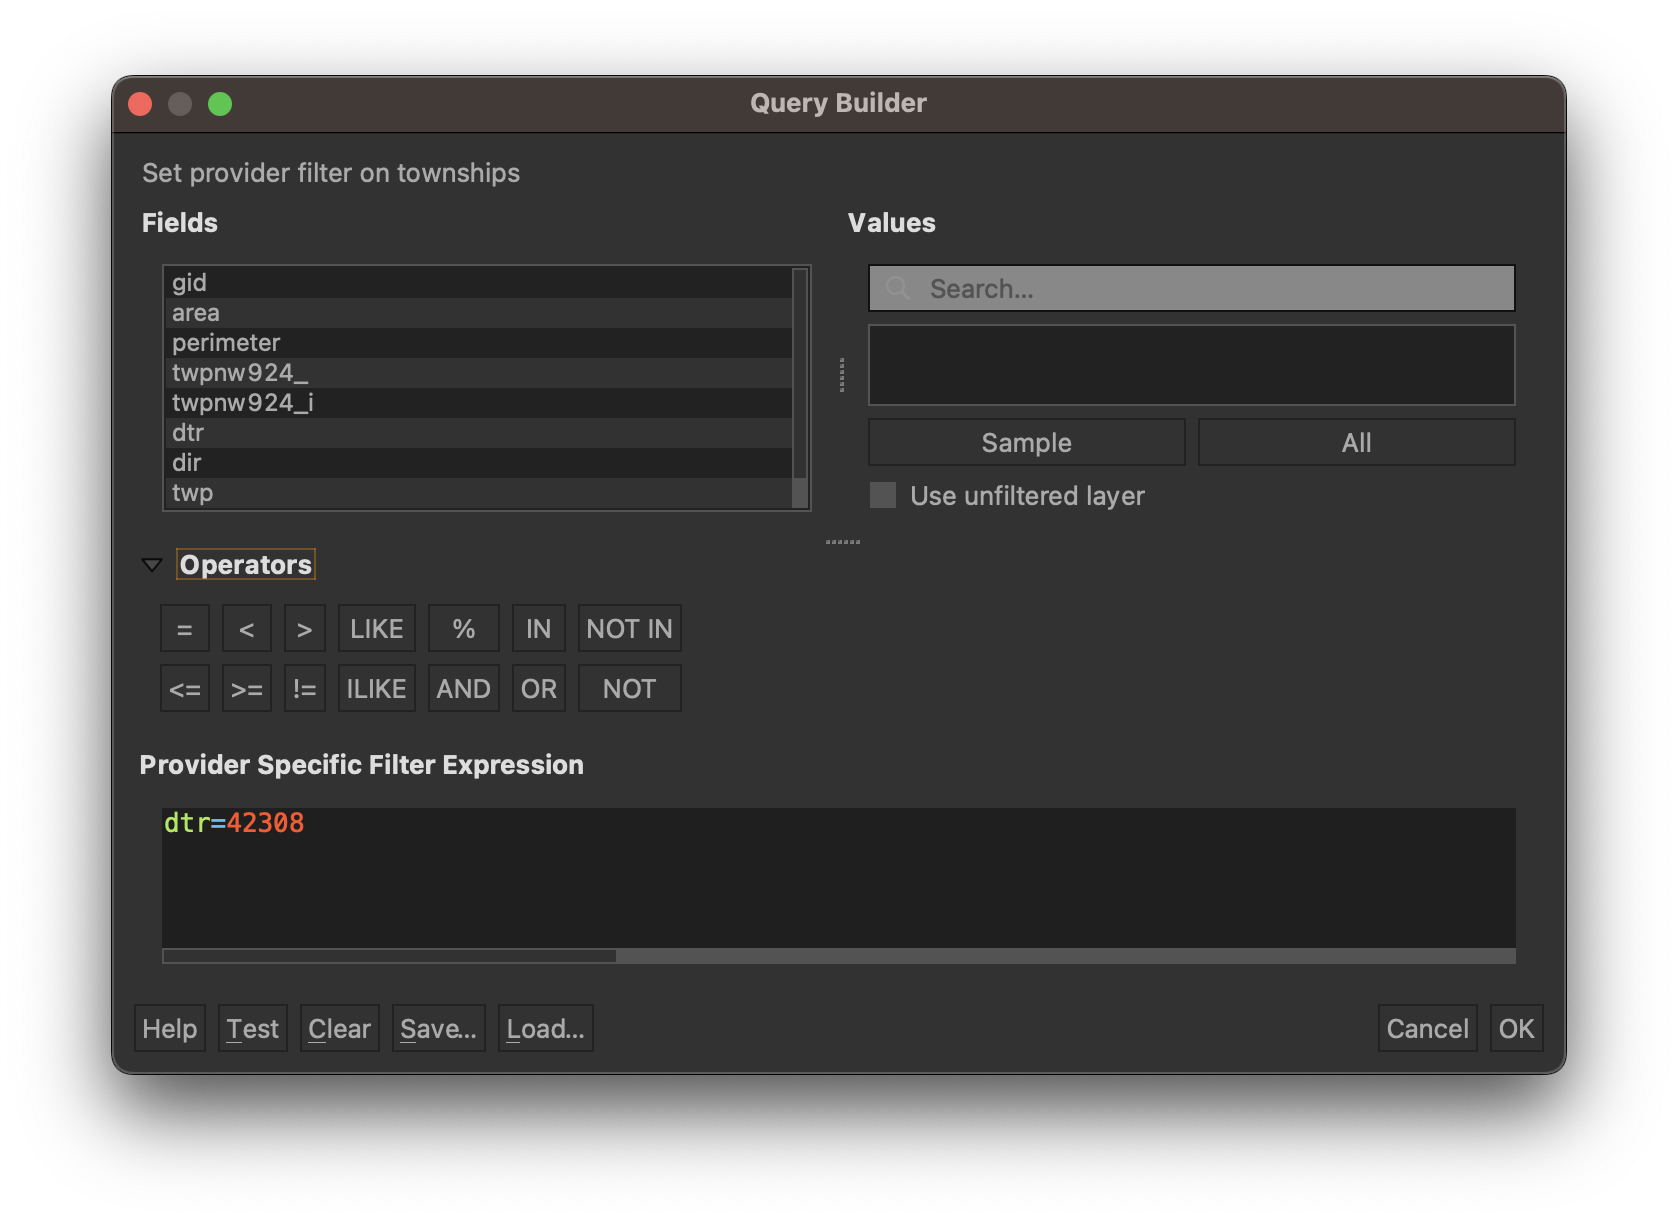 Query Builder
Set provider filter on townships
Fields
gid
area
perimeter
twpnw924_
twpnw924_i
dtr
dir
twp
Values
Search...
Sample All
Use unfiltered layer
Operators
= < > LIKE % IN NOT IN
<= >= != ILIKE AND OR NOT
Provider Specific Filter Expression
dtr=42308
Help Test Clear Save... Load... Cancel OK